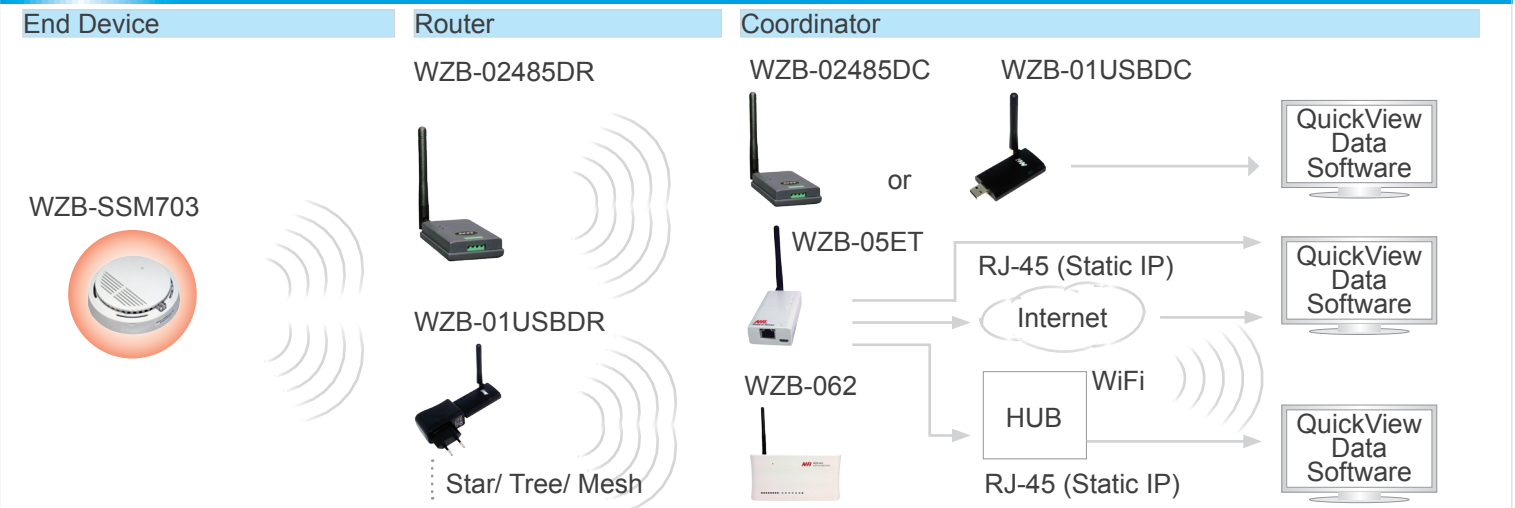 End Device
Router
Coordinator
WZB-02485DR
WZB-02485DC
WZB-01USBDC
QuickView
Data
Software
or
WZB-SSM703
WZB-05ET
RJ-45 (Static IP)
QuickView
Data
Software
Internet
WZB-01USBDR
WZB-062
WiFi
HUB
QuickView
Data
Software
Star/ Tree/ Mesh
RJ-45 (Static IP)